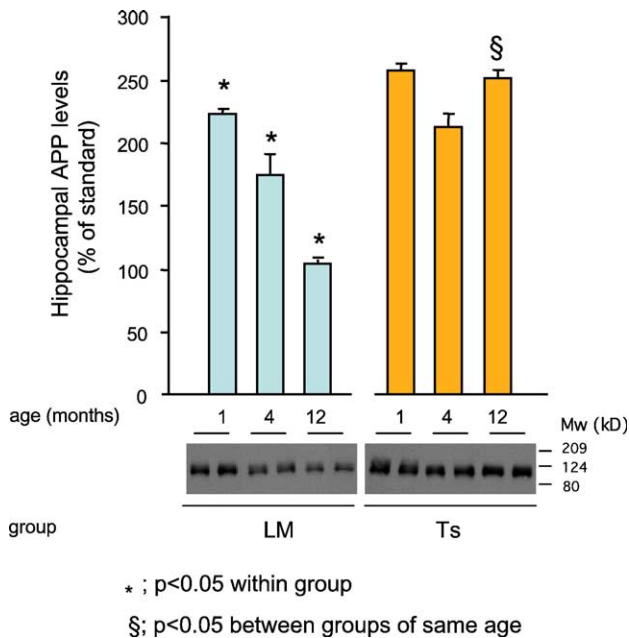 Hippocampal APP levels
(% of standard)
300
250
200
150
100
50
0
*
*
*
§
age (months) 1 4 12 1 4 12
Mw (kD)
209
124
80
group LM Ts
* ; p<0.05 within group
§; p<0.05 between groups of same age